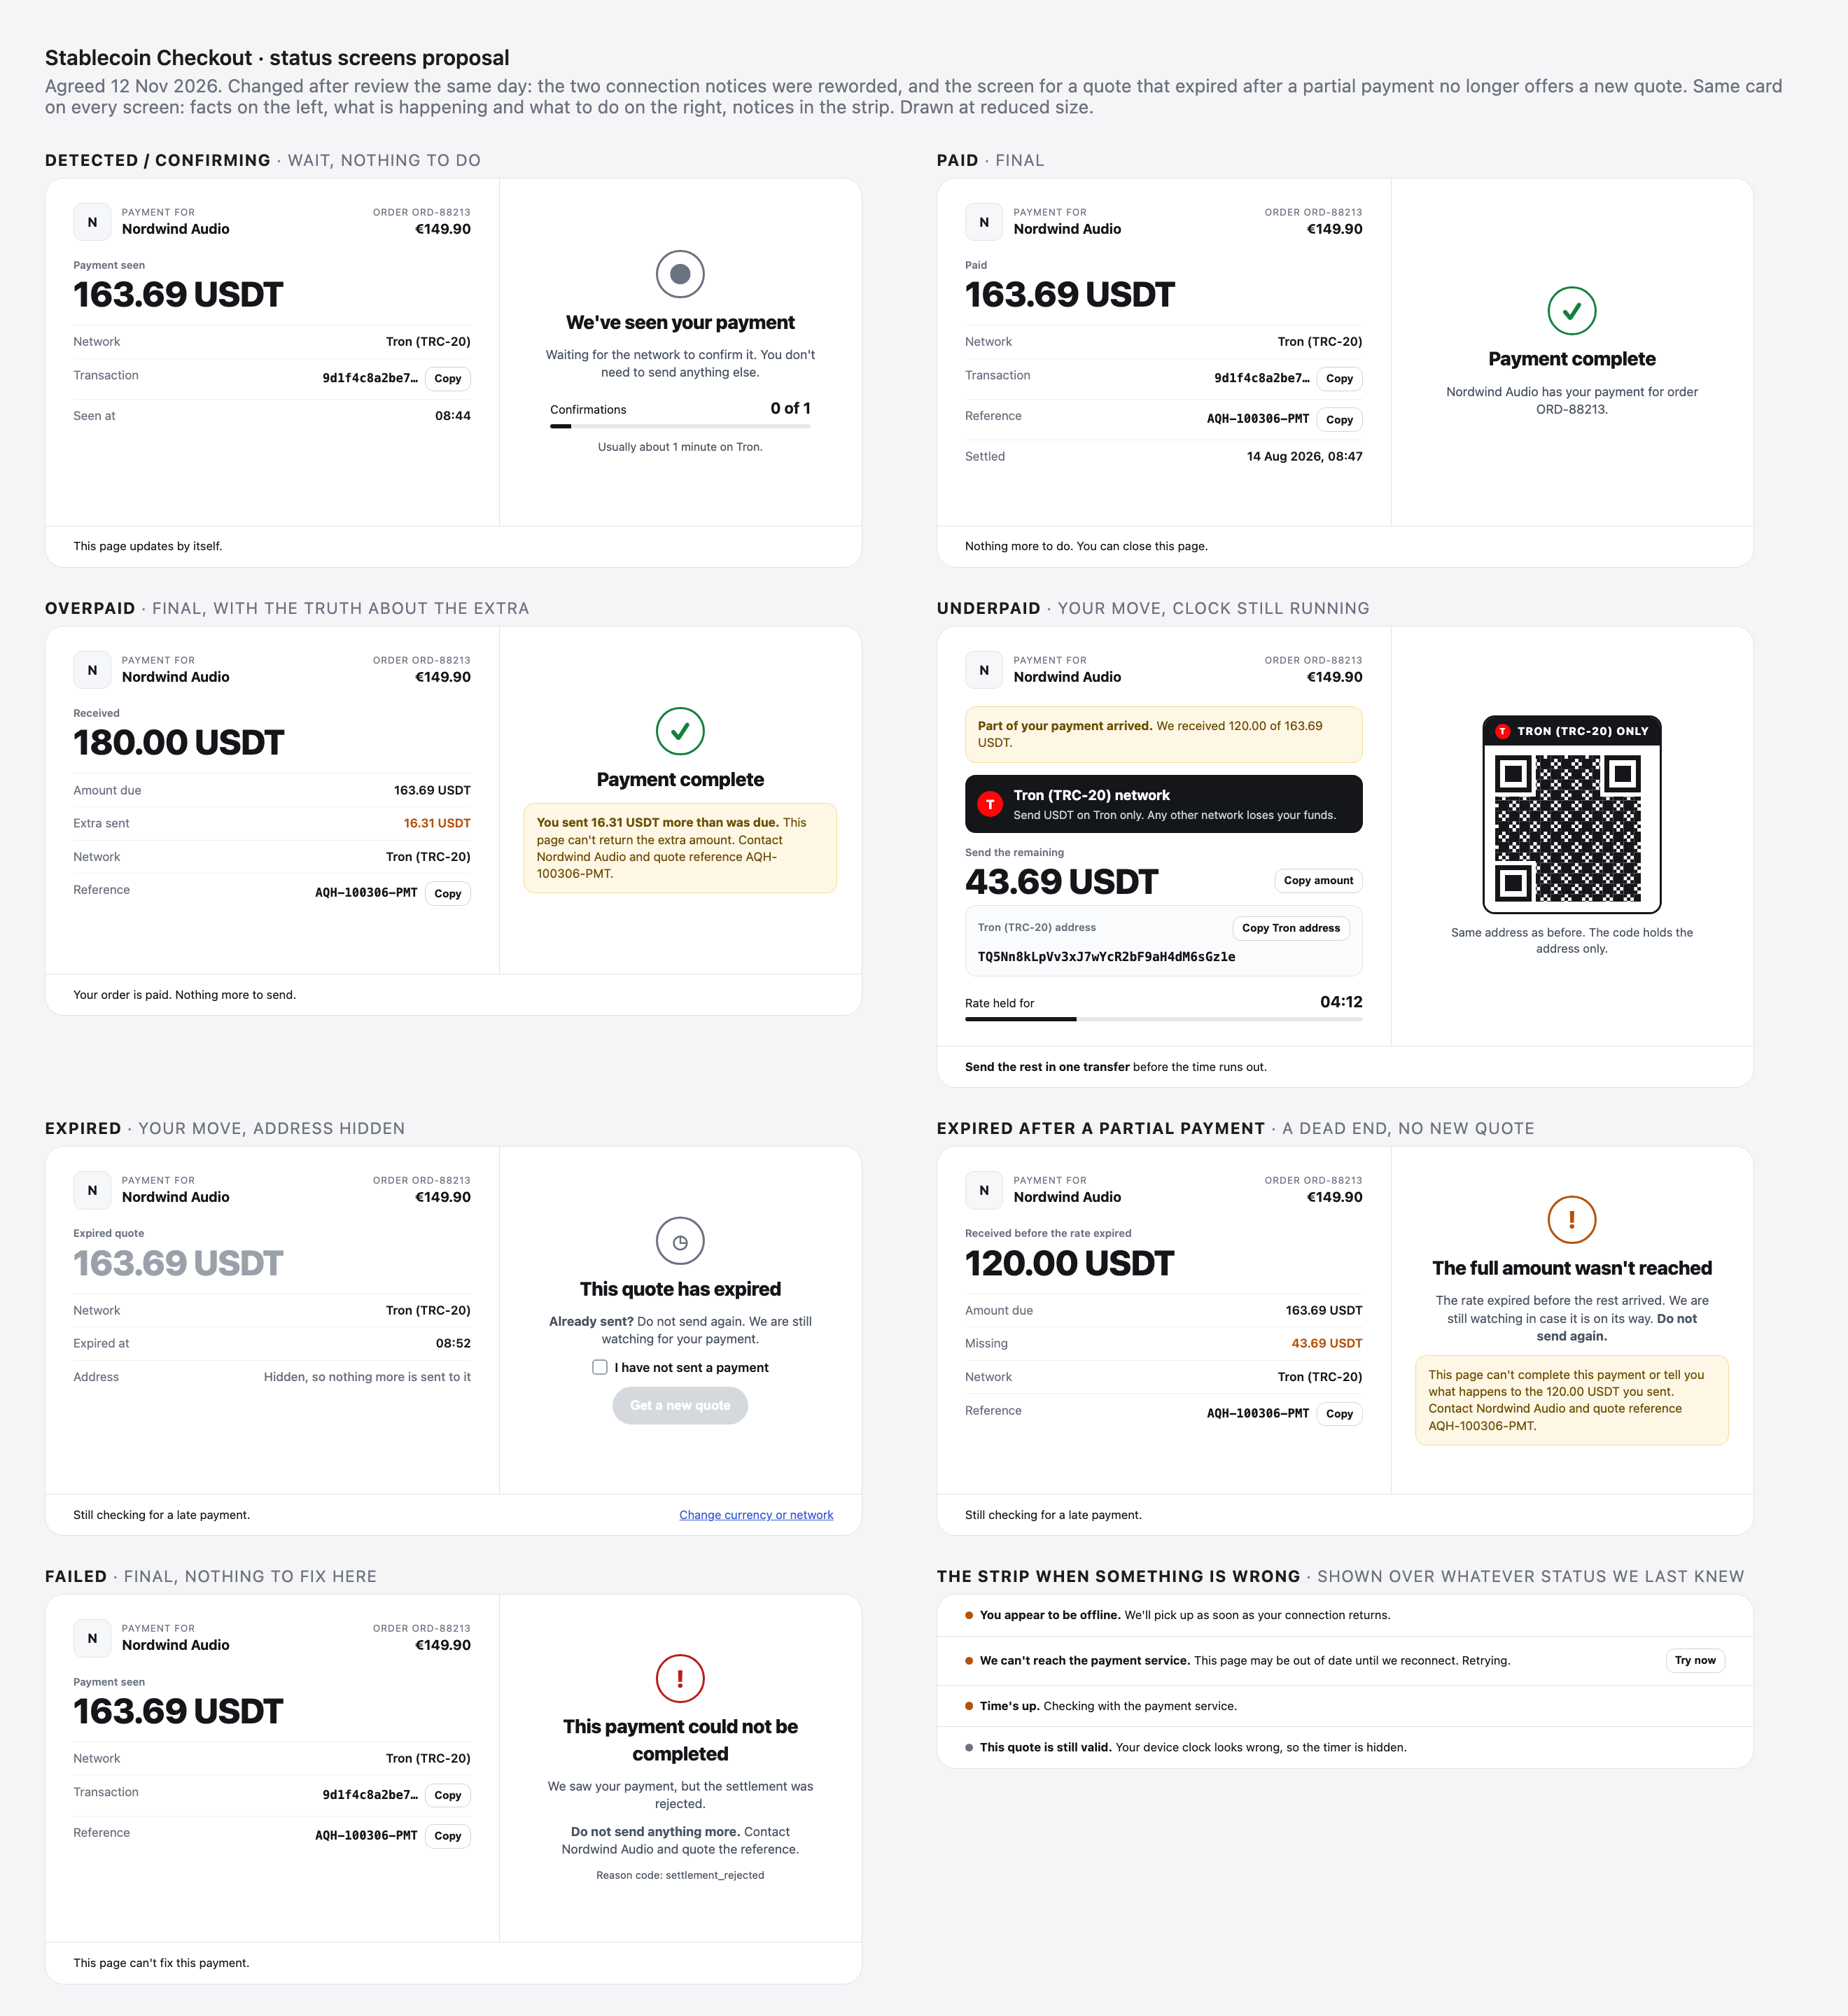 Stablecoin Checkout · status screens proposal
Agreed 12 Nov 2026. Changed after review the same day: the two connection notices were reworded, and the screen for a quote that expired after a partial payment no longer offers a new quote. Same card
on every screen: facts on the left, what is happening and what to do on the right, notices in the strip. Drawn at reduced size.
DETECTED / CONFIRMING · WAIT, NOTHING TO DO
N
PAYMENT FOR
Nordwind Audio
ORDER ORD-88213
€149.90
Payment seen
163.69 USDT
Network Tron (TRC-20)
Transaction 9d1f4c8a2be7… Copy
Seen at 08:44
We've seen your payment
Waiting for the network to confirm it. You don't
need to send anything else.
Confirmations 0 of 1
Usually about 1 minute on Tron.
This page updates by itself.
PAID · FINAL
N
PAYMENT FOR
Nordwind Audio
ORDER ORD-88213
€149.90
Paid
163.69 USDT
Network Tron (TRC-20)
Transaction 9d1f4c8a2be7… Copy
Reference AQH-100306-PMT Copy
Settled 14 Aug 2026, 08:47
Payment complete
Nordwind Audio has your payment for order
ORD-88213.
Nothing more to do. You can close this page.
OVERPAID · FINAL, WITH THE TRUTH ABOUT THE EXTRA
N
PAYMENT FOR
Nordwind Audio
ORDER ORD-88213
€149.90
Received
180.00 USDT
Amount due 163.69 USDT
Extra sent 16.31 USDT
Network Tron (TRC-20)
Reference AQH-100306-PMT Copy
Payment complete
You sent 16.31 USDT more than was due. This
page can't return the extra amount. Contact
Nordwind Audio and quote reference AQH-
100306-PMT.
Your order is paid. Nothing more to send.
UNDERPAID · YOUR MOVE, CLOCK STILL RUNNING
N
PAYMENT FOR
Nordwind Audio
ORDER ORD-88213
€149.90
Part of your payment arrived. We received 120.00 of 163.69
USDT.
T
Tron (TRC-20) network
Send USDT on Tron only. Any other network loses your funds.
Send the remaining
43.69 USDT Copy amount
Tron (TRC-20) address Copy Tron address
TQ5Nn8kLpVv3xJ7wYcR2bF9aH4dM6sGz1e
Rate held for 04:12
T TRON (TRC-20) ONLY
Same address as before. The code holds the
address only.
Send the rest in one transfer before the time runs out.
EXPIRED · YOUR MOVE, ADDRESS HIDDEN
N
PAYMENT FOR
Nordwind Audio
ORDER ORD-88213
€149.90
Expired quote
163.69 USDT
Network Tron (TRC-20)
Expired at 08:52
Address Hidden, so nothing more is sent to it
This quote has expired
Already sent? Do not send again. We are still
watching for your payment.
I have not sent a payment
Get a new quote
Still checking for a late payment. Change currency or network
EXPIRED AFTER A PARTIAL PAYMENT · A DEAD END, NO NEW QUOTE
N
PAYMENT FOR
Nordwind Audio
ORDER ORD-88213
€149.90
Received before the rate expired
120.00 USDT
Amount due 163.69 USDT
Missing 43.69 USDT
Network Tron (TRC-20)
Reference AQH-100306-PMT Copy
!
The full amount wasn't reached
The rate expired before the rest arrived. We are
still watching in case it is on its way. Do not
send again.
This page can't complete this payment or tell you
what happens to the 120.00 USDT you sent.
Contact Nordwind Audio and quote reference
AQH-100306-PMT.
Still checking for a late payment.
FAILED · FINAL, NOTHING TO FIX HERE
N
PAYMENT FOR
Nordwind Audio
ORDER ORD-88213
€149.90
Payment seen
163.69 USDT
Network Tron (TRC-20)
Transaction 9d1f4c8a2be7… Copy
Reference AQH-100306-PMT Copy
!
This payment could not be
completed
We saw your payment, but the settlement was
rejected.
Do not send anything more. Contact
Nordwind Audio and quote the reference.
Reason code: settlement_rejected
This page can't fix this payment.
THE STRIP WHEN SOMETHING IS WRONG · SHOWN OVER WHATEVER STATUS WE LAST KNEW
You appear to be offline. We'll pick up as soon as your connection returns.
We can't reach the payment service. This page may be out of date until we reconnect. Retrying. Try now
Time's up. Checking with the payment service.
This quote is still valid. Your device clock looks wrong, so the timer is hidden.